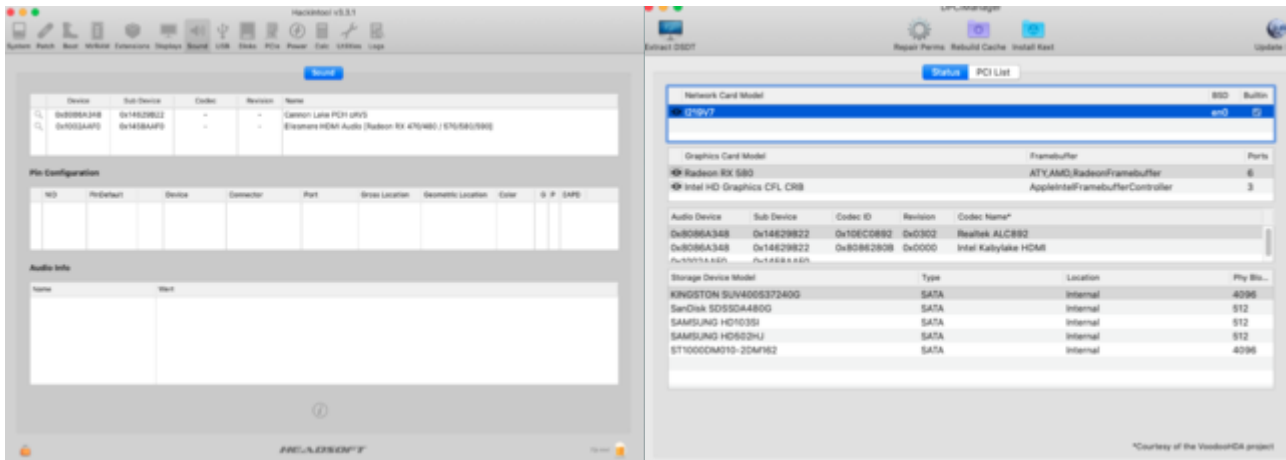 Hackintool v3.3.1
System Patch Boot NVRAM Extensions Displays Sound USB Disks PCIe Power Calc Utilities Logs
Sound
Device Sub Device Codec Revision Name
0x8086A348 0x14629B22 - - Cannon Lake PCH cAVS
0x1002AAF0 0x1458AAF0 - - Ellesmere HDMI Audio [Radeon RX 470/480 / 570/580/590]
Pin Configuration
NID PinDefault Device Connector Port Gross Location Geometric Location Color G P EAPD
Audio Info
Name Wert
HEADSOFT
DPCIManager
Extract DSDT Repair Perms Rebuild Cache Install Kext Update
Status PCI List
Network Card Model BSD Builtin
I219V7 en0
Graphics Card Model Framebuffer Ports
Radeon RX 580 ATY,AMD,RadeonFramebuffer 6
Intel HD Graphics CFL CRB AppleIntelFramebufferController 3
Audio Device Sub Device Codec ID Revision Codec Name*
0x8086A348 0x14629B22 0x10EC0892 0x0302 Realtek ALC892
0x8086A348 0x14629B22 0x8086280B 0x0000 Intel Kabylake HDMI
0x1002AAF0 0x1458AAF0
Storage Device Model Type Location Phy Blo...
KINGSTON SUV400S37240G SATA Internal 4096
SanDisk SDSSDA480G SATA Internal 512
SAMSUNG HD103SI SATA Internal 512
SAMSUNG HD502HJ SATA Internal 512
ST1000DM010-2DM162 SATA Internal 4096
*Courtesy of the VoodooHDA project